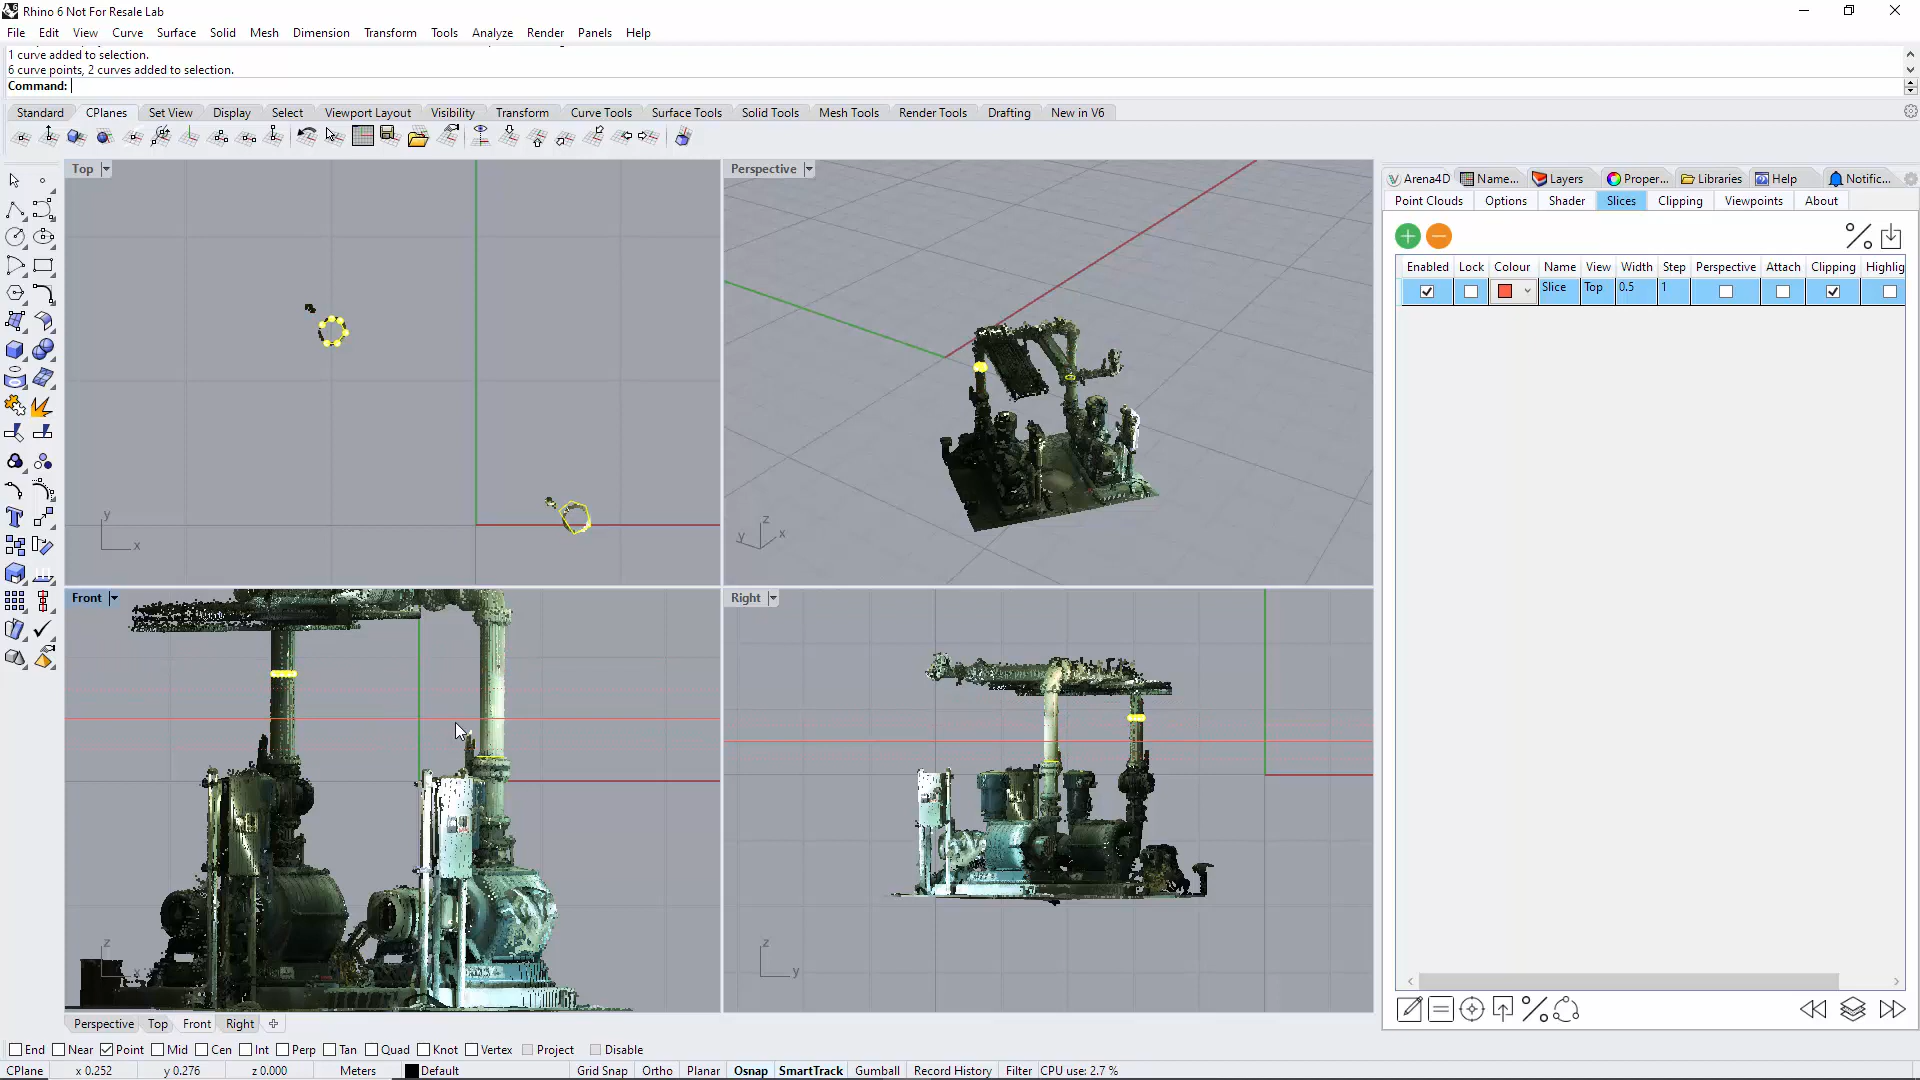 Rhino 6 Not For Resale Lab
File Edit View Curve Surface Solid Mesh Dimension Transform Tools Analyze Render Panels Help
1 curve added to selection.
6 curve points, 2 curves added to selection.
Command:
Standard CPlanes Set View Display Select Viewport Layout Visibility Transform Curve Tools Surface Tools Solid Tools Mesh Tools Render Tools Drafting New in V6
Top
Perspective
Arena4D Name... Layers Proper... Libraries Help Notific...
Point Clouds Options Shader Slices Clipping Viewpoints About
Enabled Lock Colour Name View Width Step Perspective Attach Clipping Highlig
Slice Top 0.5 1
y
x
z
y x
Front
Right
z
x
z
y
Perspective Top Front Right
End Near Point Mid Cen Int Perp Tan Quad Knot Vertex Project Disable
CPlane x 0.252 y 0.276 z 0.000 Meters Default Grid Snap Ortho Planar Osnap SmartTrack Gumball Record History Filter CPU use: 2.7 %